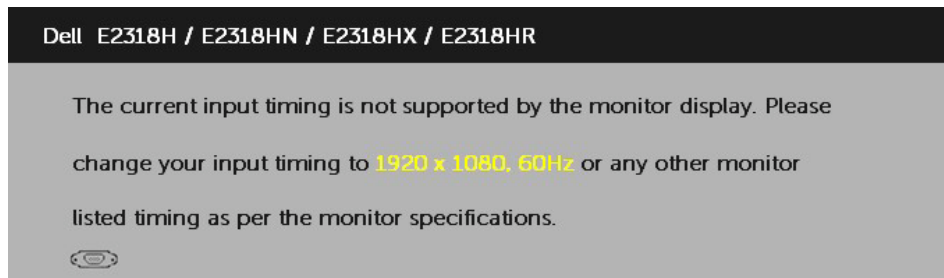 Dell E2318H / E2318HN / E2318HX / E2318HR
The current input timing is not supported by the monitor display. Please
change your input timing to 1920 x 1080, 60Hz or any other monitor
listed timing as per the monitor specifications.